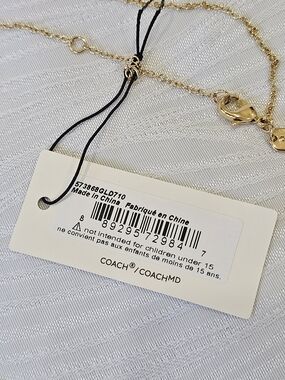 573868GLD710
Made in China Fabriqué en Chine
8 89295 72984 7
⚠ not intended for children under 15
ne convient pas aux enfants de moins de 15 ans.
COACH®/COACHMD